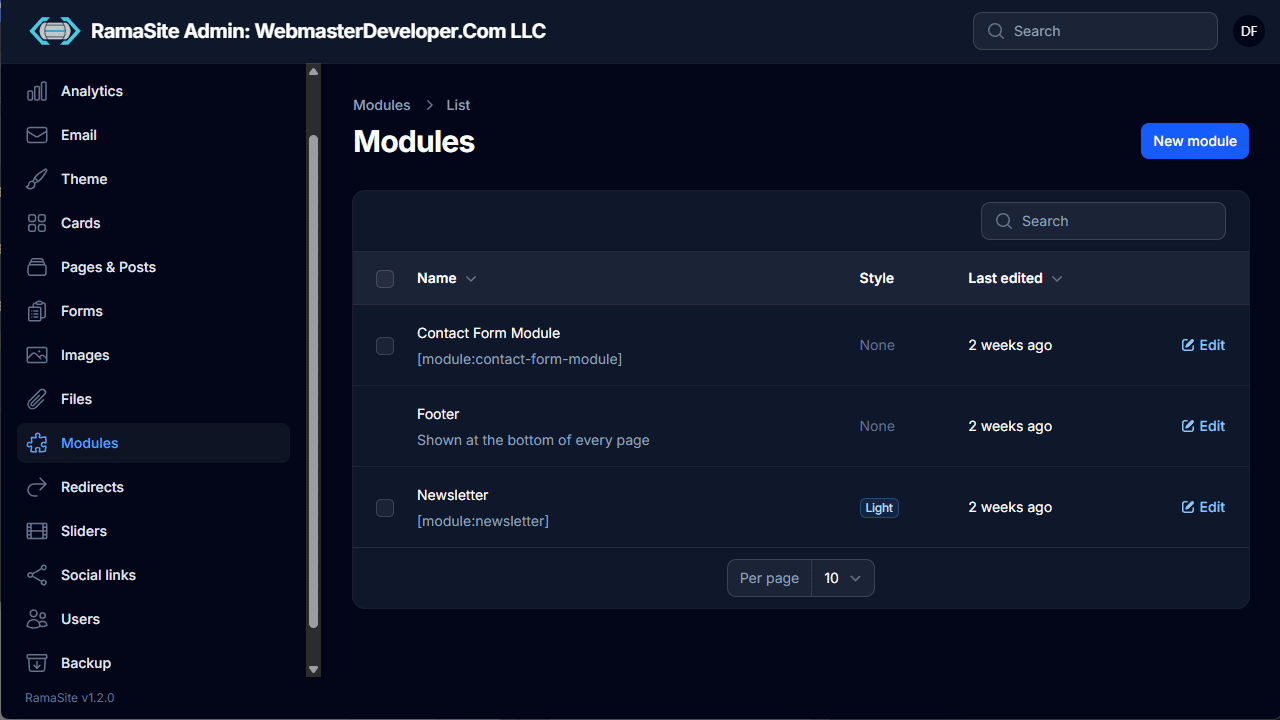 RamaSite Admin: WebmasterDeveloper.Com LLC
Search
DF
Analytics
Email
Theme
Cards
Pages & Posts
Forms
Images
Files
Modules
Redirects
Sliders
Social links
Users
Backup
RamaSite v1.2.0
Modules
List
Modules
New module
Search
Name
Style
Last edited
Contact Form Module
[module:contact-form-module]
None
2 weeks ago
Edit
Footer
Shown at the bottom of every page
None
2 weeks ago
Edit
Newsletter
[module:newsletter]
Light
2 weeks ago
Edit
Per page
10